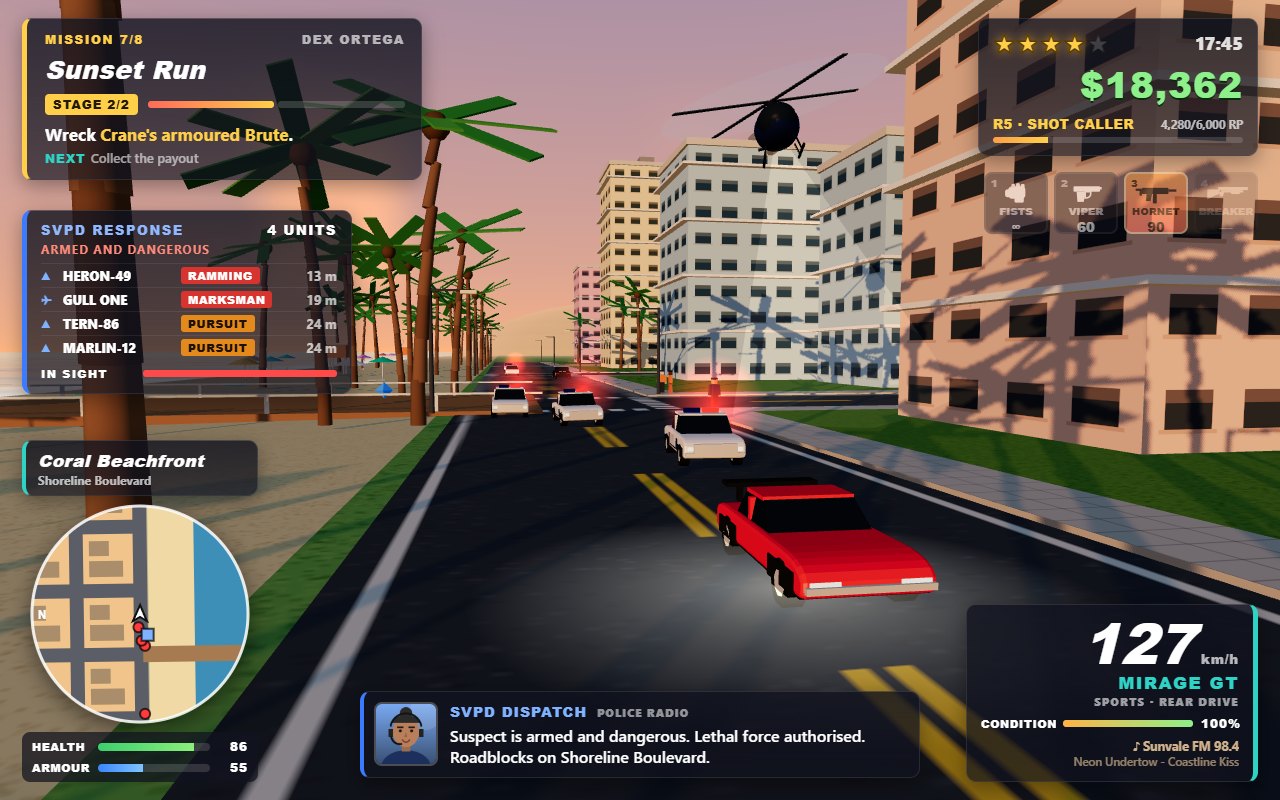 MISSION 7/8 DEX ORTEGA
Sunset Run
STAGE 2/2
Wreck Crane's armoured Brute.
NEXT Collect the payout
17:45
$18,362
R5 · SHOT CALLER 4,280/6,000 RP
1 2 3
FISTS VIPER HORNET BREAKER
∞ 60 90
SVPD RESPONSE 4 UNITS
ARMED AND DANGEROUS
HERON-49 RAMMING 13 m
GULL ONE MARKSMAN 19 m
TERN-86 PURSUIT 24 m
MARLIN-12 PURSUIT 24 m
IN SIGHT
Coral Beachfront
Shoreline Boulevard
N
HEALTH 86
ARMOUR 55
SVPD DISPATCH POLICE RADIO
Suspect is armed and dangerous. Lethal force authorised.
Roadblocks on Shoreline Boulevard.
127 km/h
MIRAGE GT
SPORTS · REAR DRIVE
CONDITION 100%
♪ Sunvale FM 98.4
Neon Undertow - Coastline Kiss